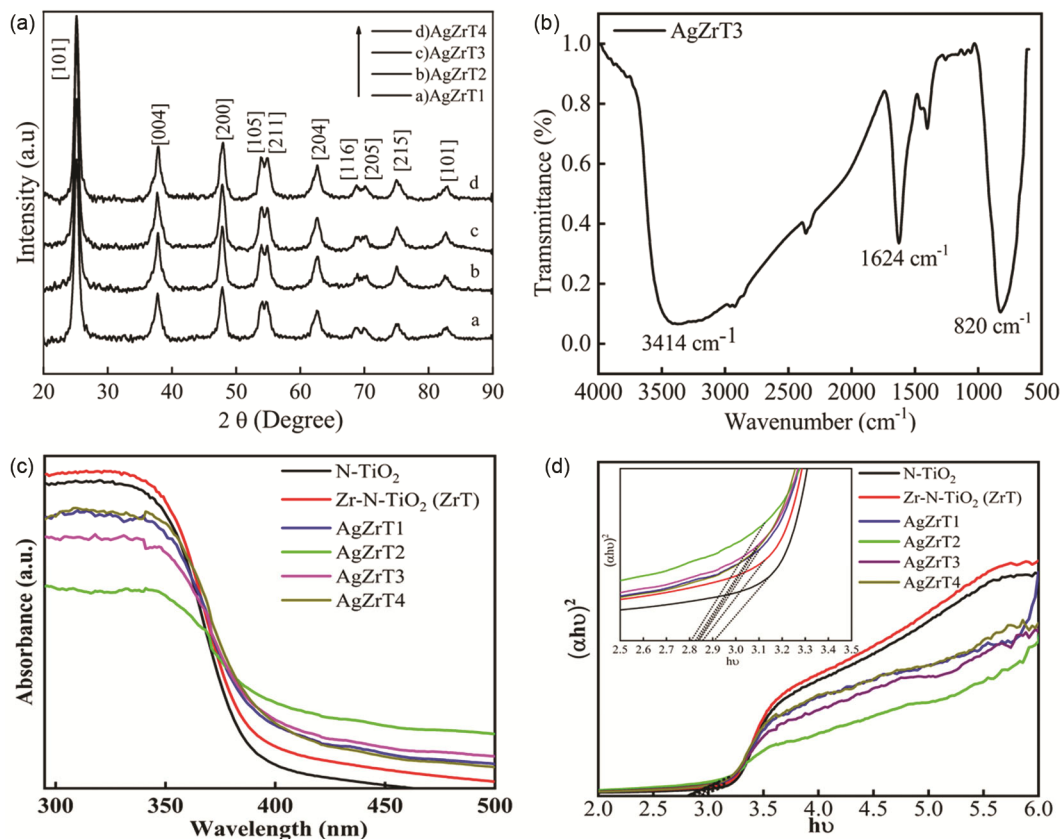 (a)
d)AgZrT4
c)AgZrT3
b)AgZrT2
a)AgZrT1
[101]
[004]
[200]
[105]
[211]
[204]
[116]
[205]
[215]
[101]
d
c
b
a
Intensity (a.u)
20 30 40 50 60 70 80 90
2 θ (Degree)
(b)
AgZrT3
1.0
0.8
0.6
0.4
0.2
0.0
Tramsmittance (%)
3414 cm⁻¹
1624 cm⁻¹
820 cm⁻¹
4000 3500 3000 2500 2000 1500 1000 500
Wavenumber (cm⁻¹)
(c)
N-TiO₂
Zr-N-TiO₂ (ZrT)
AgZrT1
AgZrT2
AgZrT3
AgZrT4
Absorbance (a.u.)
300 350 400 450 500
Wavelength (nm)
(d)
N-TiO₂
Zr-N-TiO₂ (ZrT)
AgZrT1
AgZrT2
AgZrT3
AgZrT4
(αhυ)²
2.5 2.6 2.7 2.8 2.9 3.0 3.1 3.2 3.3 3.4 3.5
hυ
(αhυ)²
2.0 2.5 3.0 3.5 4.0 4.5 5.0 5.5 6.0
hυ